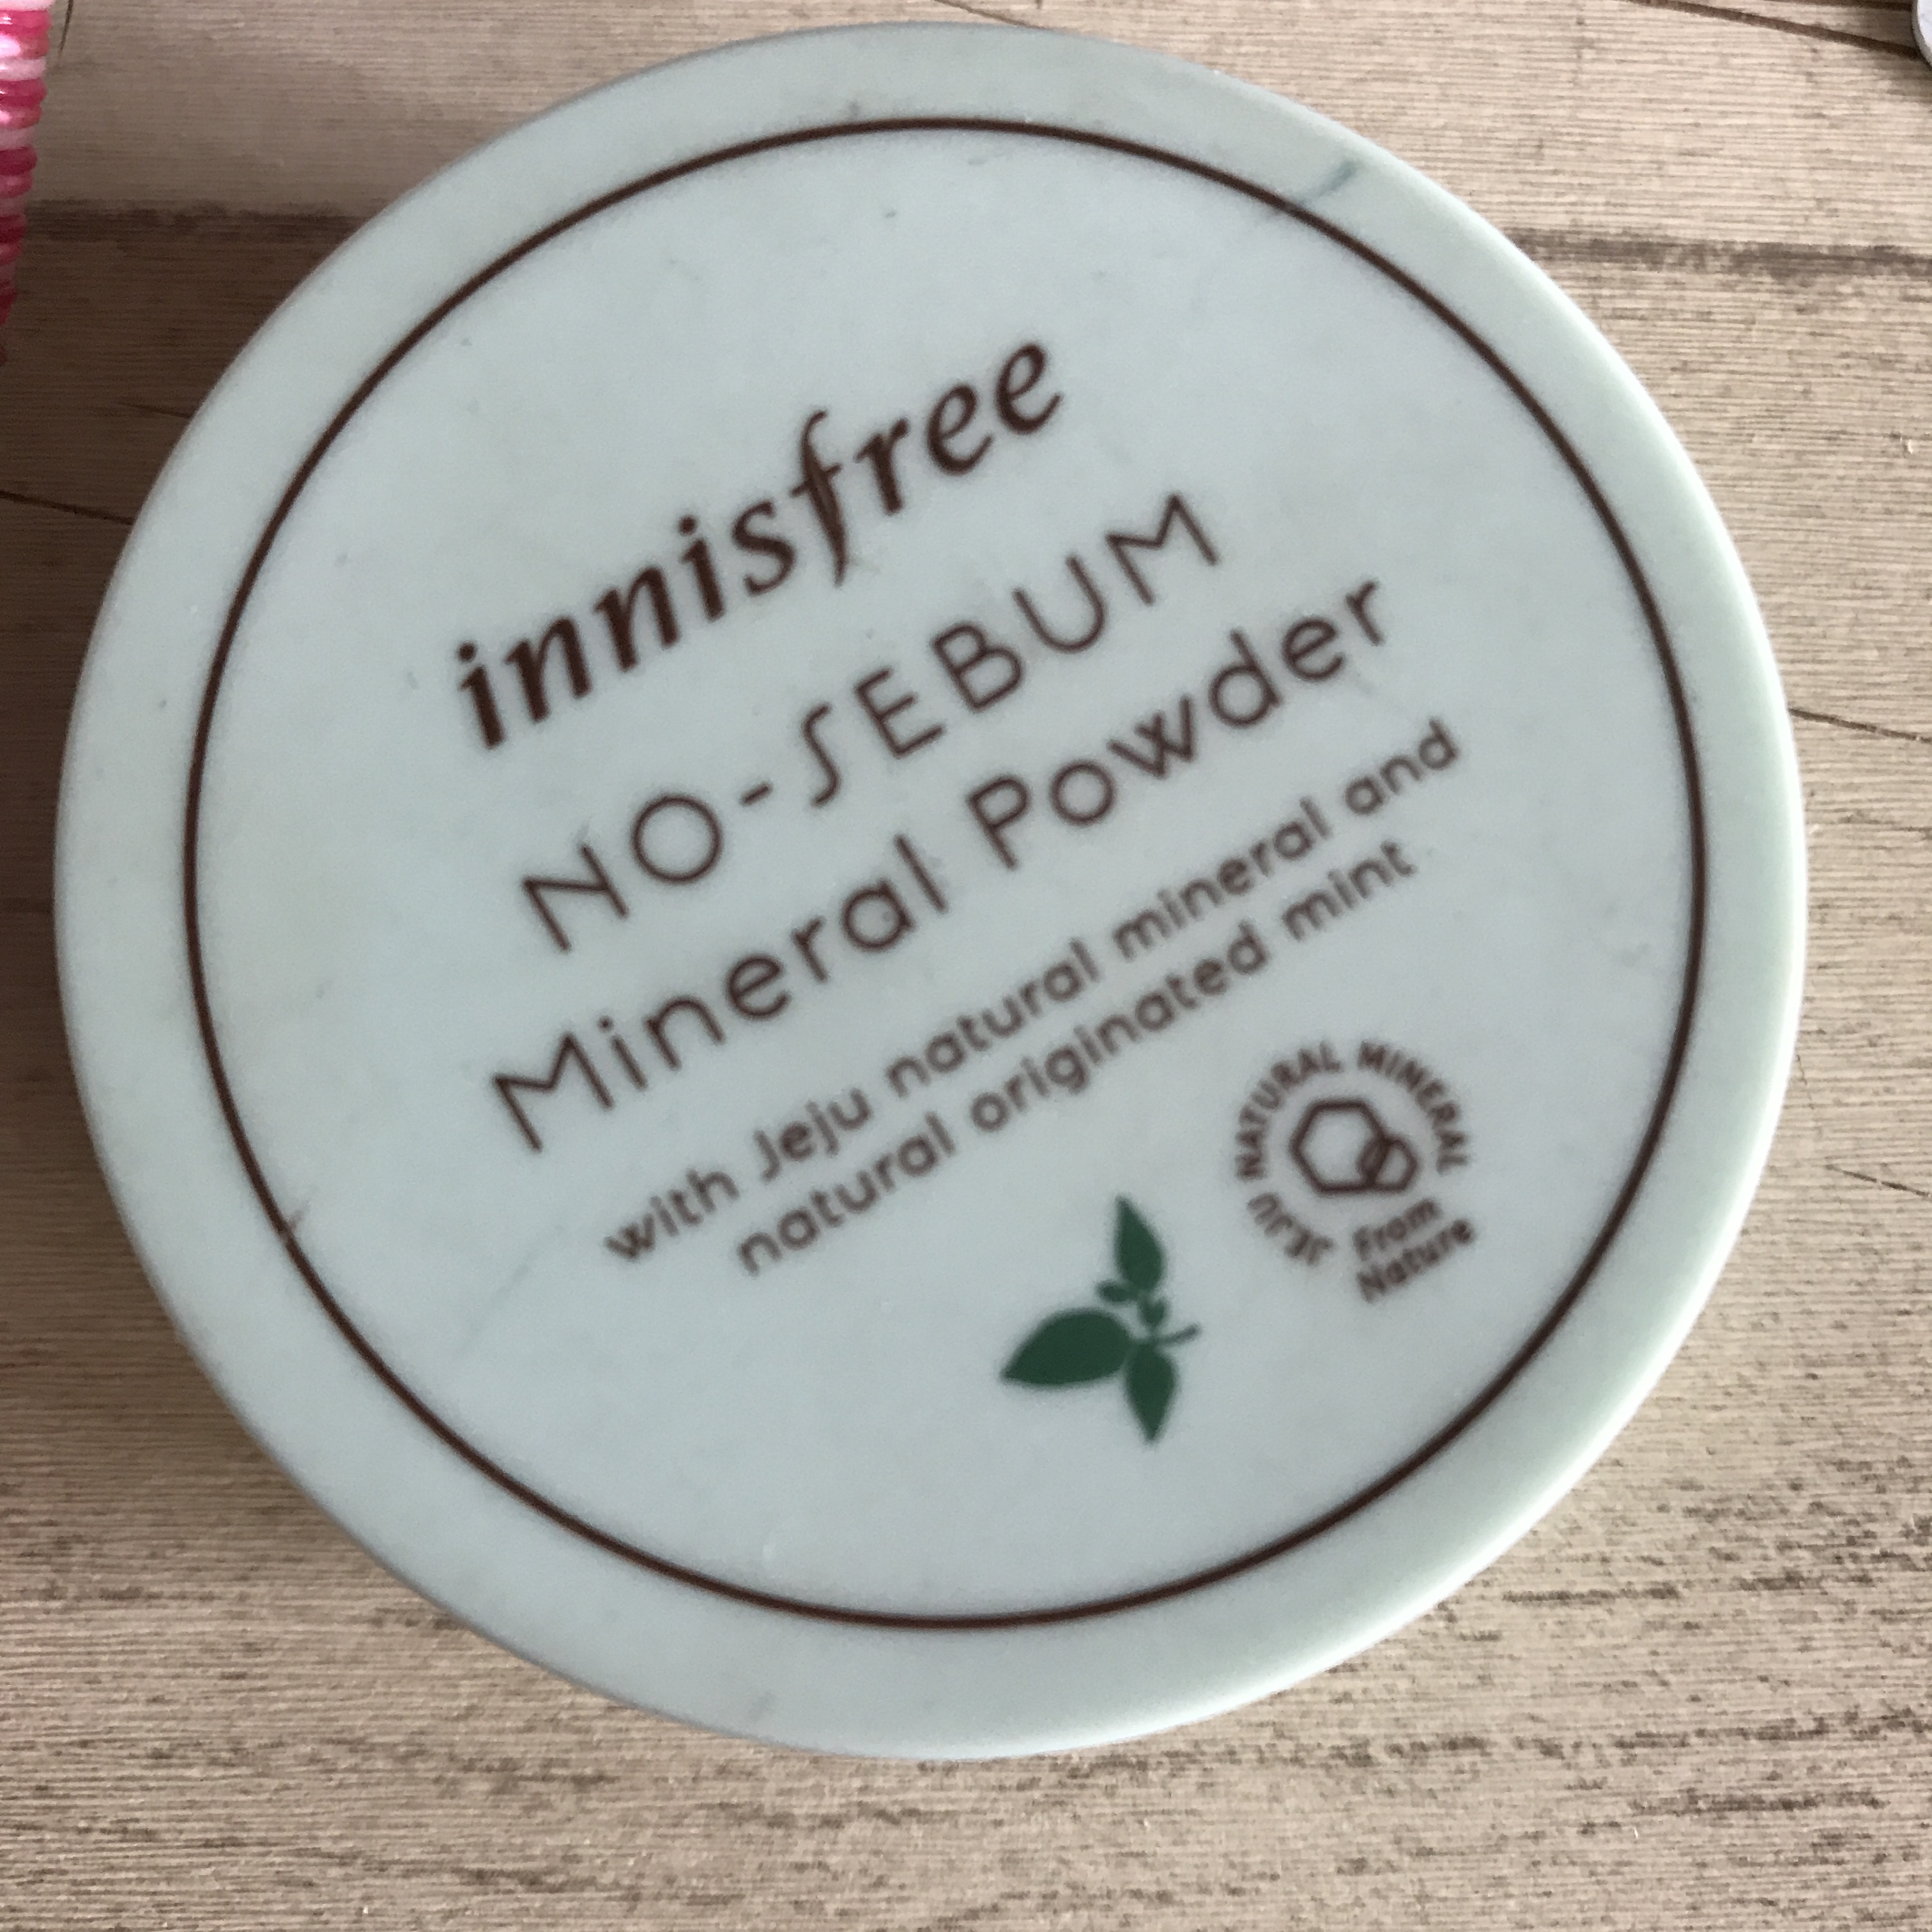 innisfree
NO-SEBUM
Mineral Powder
with Jeju natural mineral and
natural originated mint
JEJU NATURAL MINERAL
From
Nature